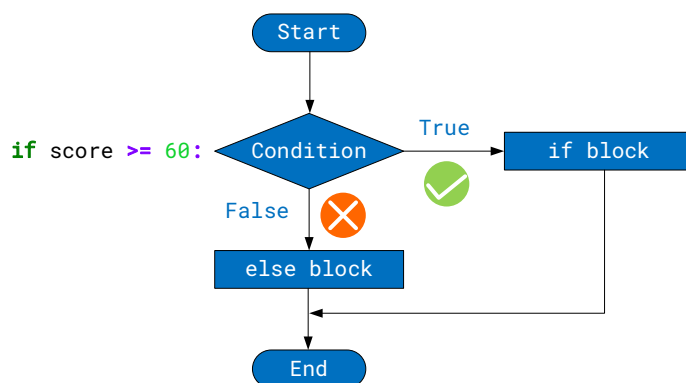 Start
if score >= 60:
Condition
True
if block
False
else block
End